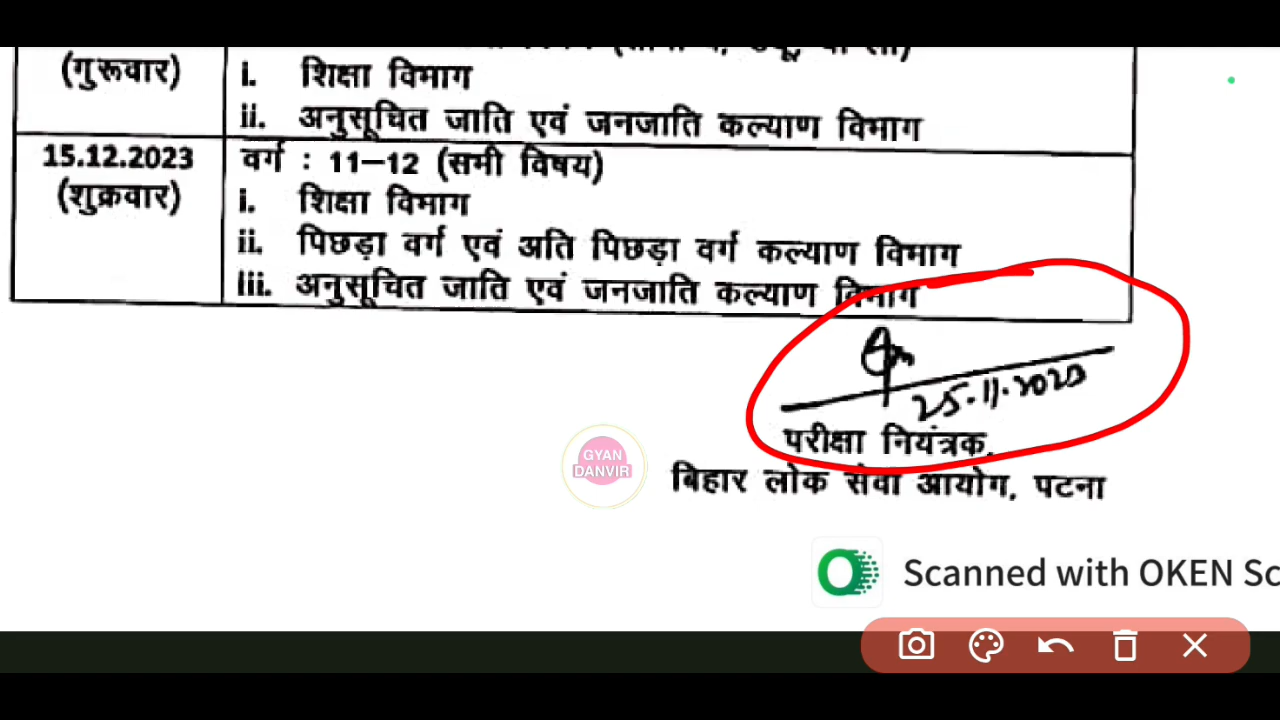 (गुरूवार)
i. शिक्षा विभाग
ii. अनुसूचित जाति एवं जनजाति कल्याण विभाग
15.12.2023
(शुक्रवार)
वर्ग : 11–12 (सभी विषय)
i. शिक्षा विभाग
ii. पिछड़ा वर्ग एवं अति पिछड़ा वर्ग कल्याण विभाग
iii. अनुसूचित जाति एवं जनजाति कल्याण विभाग
25.11.2023
परीक्षा नियंत्रक,
बिहार लोक सेवा आयोग, पटना
GYAN
DANVIR
Scanned with OKEN Sc